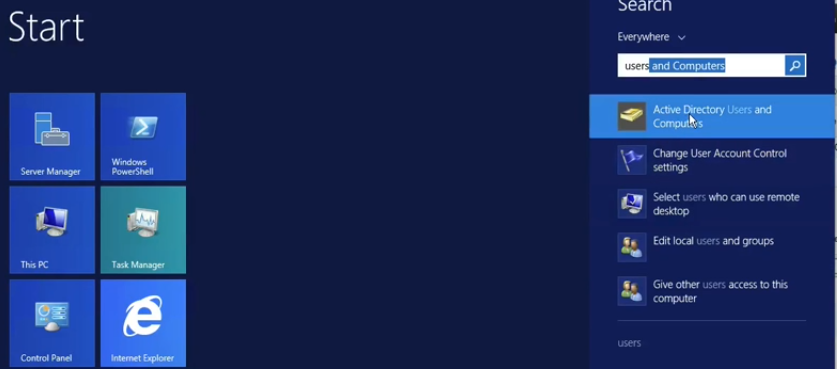 Start
Server Manager
Windows
PowerShell
This PC
Task Manager
Control Panel
Internet Explorer
Search
Everywhere
users and Computers
Active Directory Users and
Computers
Change User Account Control
settings
Select users who can use remote
desktop
Edit local users and groups
Give other users access to this
computer
users